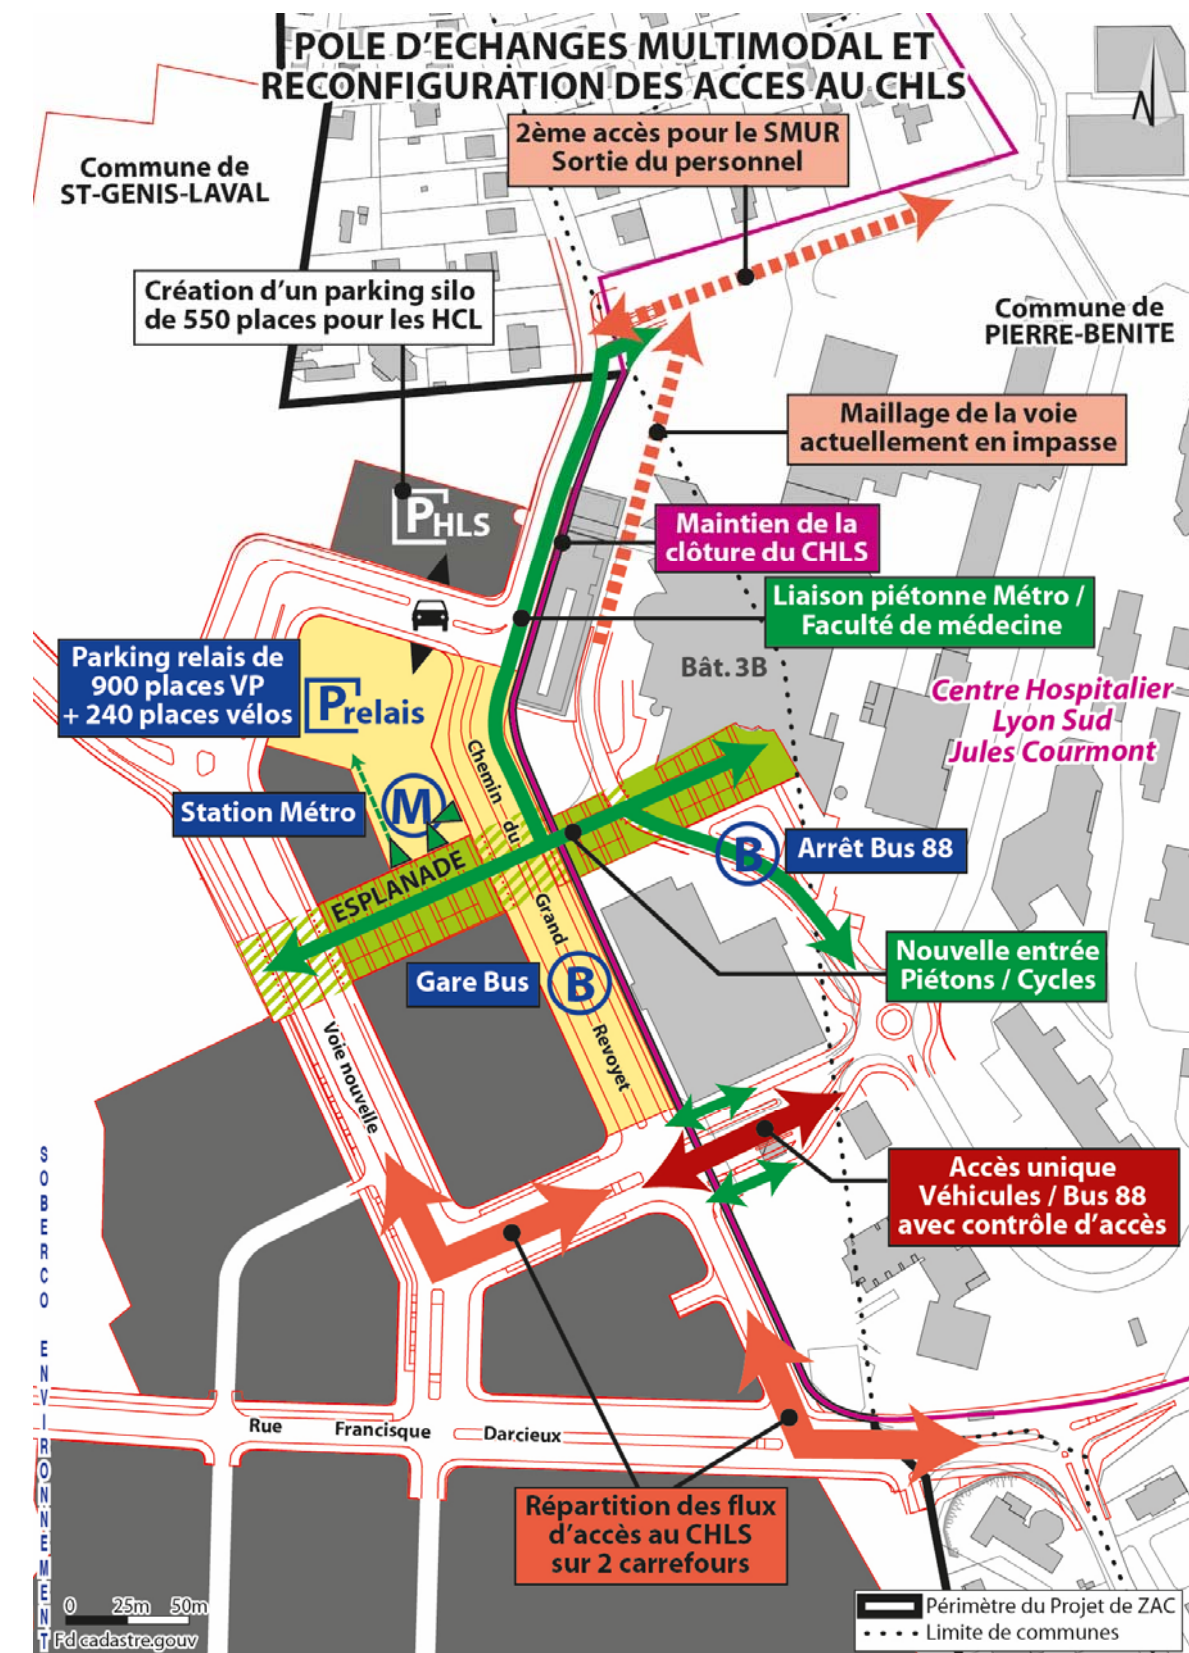 POLE D'ECHANGES MULTIMODAL ET
RECONFIGURATION DES ACCES AU CHLS
N
2ème accès pour le SMUR
Sortie du personnel
Commune de
ST-GENIS-LAVAL
Création d'un parking silo
de 550 places pour les HCL
Commune de
PIERRE-BENITE
Maillage de la voie
actuellement en impasse
PHLS
Maintien de la
clôture du CHLS
Liaison piétonne Métro /
Faculté de médecine
Parking relais de
900 places VP
+ 240 places vélos
Prelais
Bât. 3B
Centre Hospitalier
Lyon Sud
Jules Courmont
Station Métro
M
Chemin du Grand Revoyet
B
Arrêt Bus 88
ESPLANADE
Nouvelle entrée
Piétons / Cycles
Gare Bus
B
Voie nouvelle
Accès unique
Véhicules / Bus 88
avec contrôle d'accès
Rue Francisque Darcieux
Répartition des flux
d'accès au CHLS
sur 2 carrefours
SOBERCO ENVIRONNEMENT
0 25m 50m
Fd cadastre.gouv
Périmètre du Projet de ZAC
Limite de communes